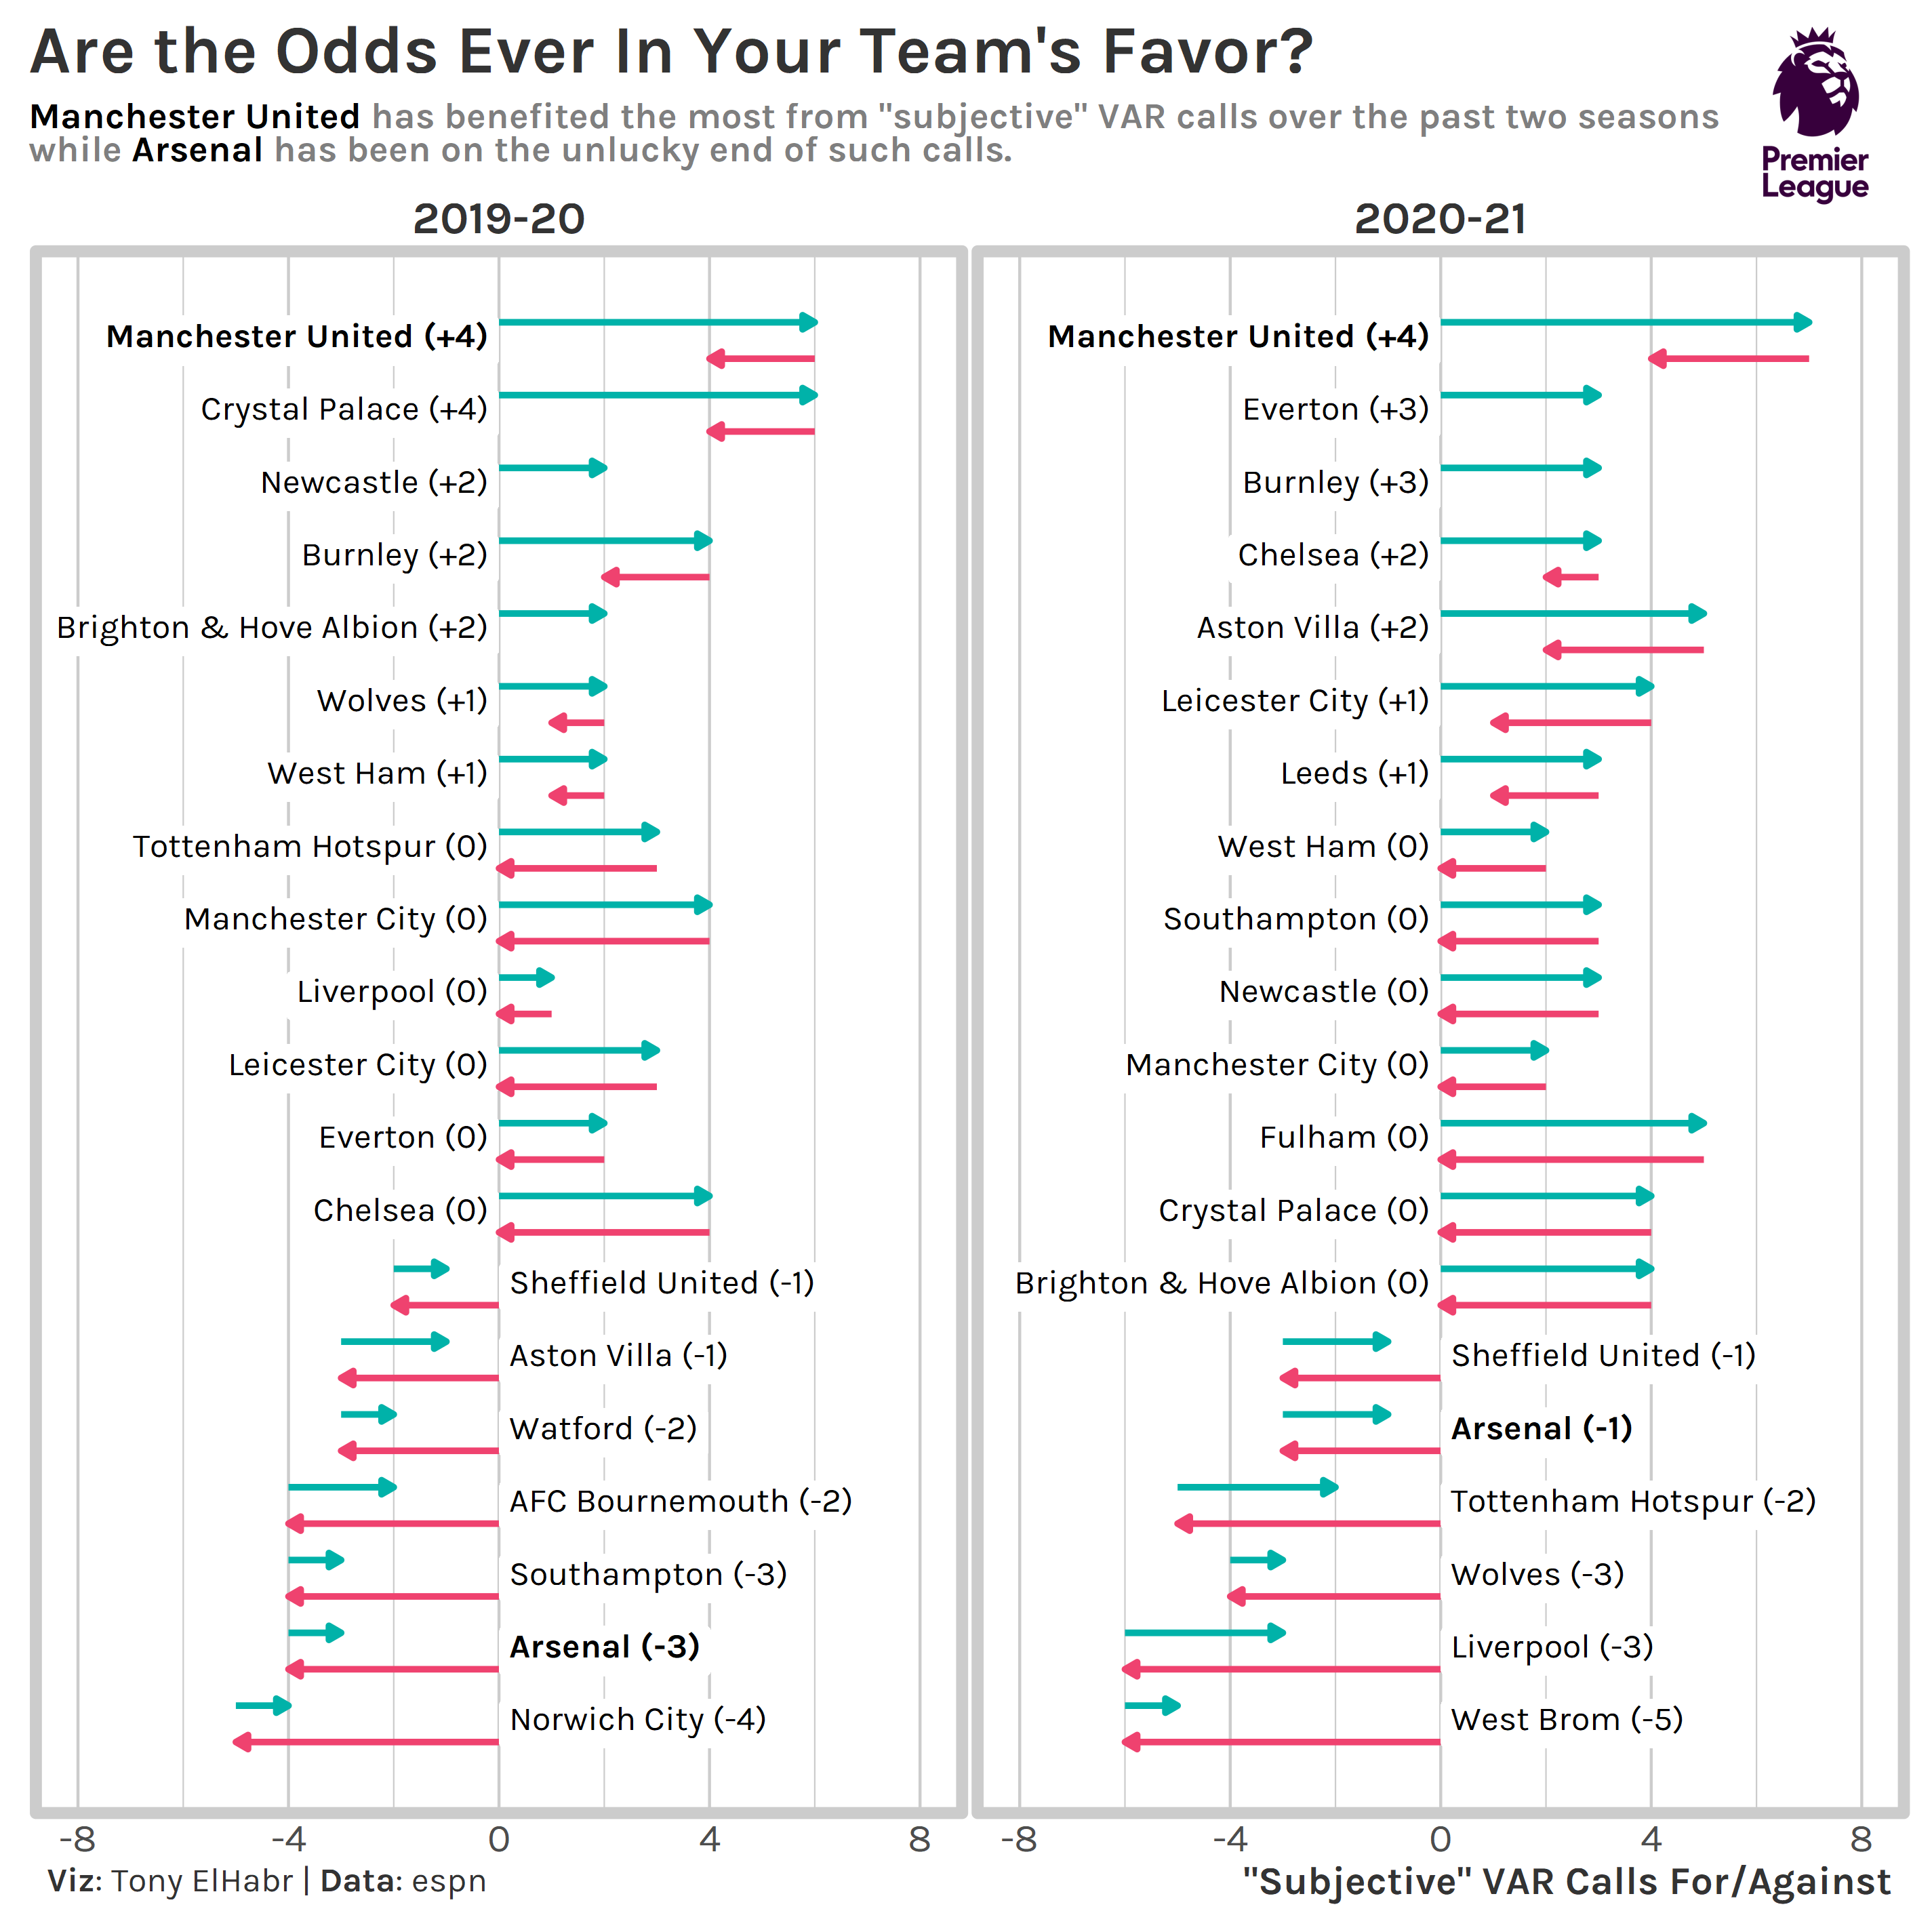 Are the Odds Ever In Your Team's Favor?
Manchester United has benefited the most from "subjective" VAR calls over the past two seasons
while Arsenal has been on the unlucky end of such calls.
Premier
League
2019-20
Manchester United (+4)
Crystal Palace (+4)
Newcastle (+2)
Burnley (+2)
Brighton & Hove Albion (+2)
Wolves (+1)
West Ham (+1)
Tottenham Hotspur (0)
Manchester City (0)
Liverpool (0)
Leicester City (0)
Everton (0)
Chelsea (0)
Sheffield United (-1)
Aston Villa (-1)
Watford (-2)
AFC Bournemouth (-2)
Southampton (-3)
Arsenal (-3)
Norwich City (-4)
-8 -4 0 4 8
2020-21
Manchester United (+4)
Everton (+3)
Burnley (+3)
Chelsea (+2)
Aston Villa (+2)
Leicester City (+1)
Leeds (+1)
West Ham (0)
Southampton (0)
Newcastle (0)
Manchester City (0)
Fulham (0)
Crystal Palace (0)
Brighton & Hove Albion (0)
Sheffield United (-1)
Arsenal (-1)
Tottenham Hotspur (-2)
Wolves (-3)
Liverpool (-3)
West Brom (-5)
-8 -4 0 4 8
Viz: Tony ElHabr | Data: espn
"Subjective" VAR Calls For/Against